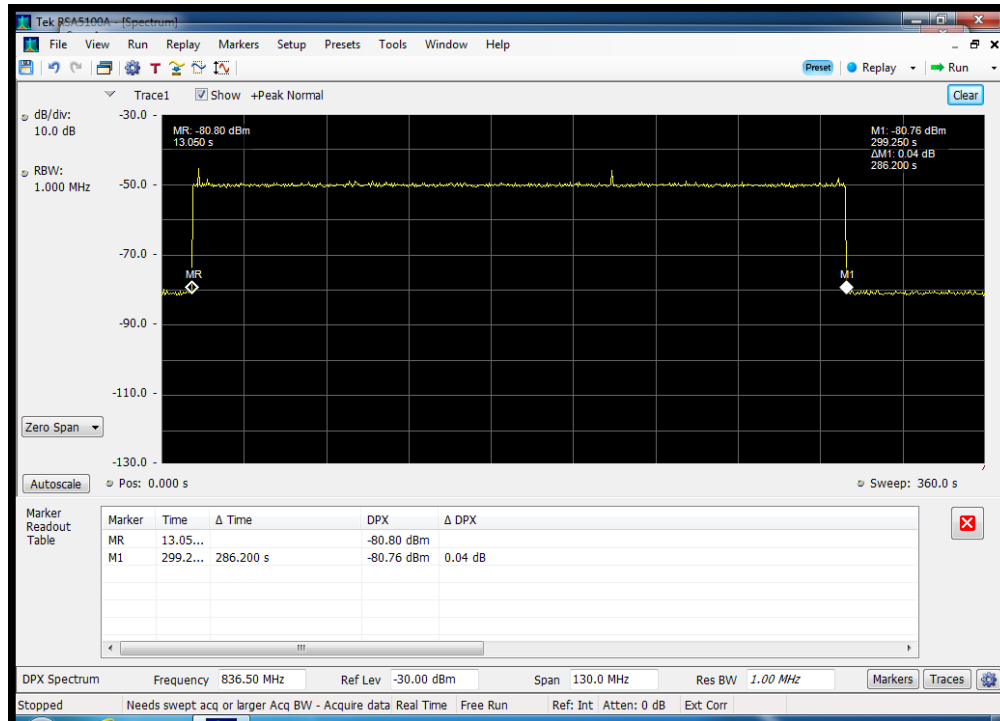 Tek RSA5100A - [Spectrum]
File View Run Replay Markers Setup Presets Tools Window Help
T Preset Replay Run
Trace1 Show +Peak Normal Clear
dB/div:
10.0 dB
RBW:
1.000 MHz
-30.0
-50.0
-70.0
-90.0
-110.0
-130.0
MR: -80.80 dBm
13.050 s
M1: -80.76 dBm
299.250 s
ΔM1: 0.04 dB
286.200 s
MR
M1
Zero Span
Autoscale Pos: 0.000 s Sweep: 360.0 s
Marker
Readout
Table
Marker Time Δ Time DPX Δ DPX
MR 13.05... -80.80 dBm
M1 299.2... 286.200 s -80.76 dBm 0.04 dB
DPX Spectrum Frequency 836.50 MHz Ref Lev -30.00 dBm Span 130.0 MHz Res BW 1.00 MHz Markers Traces
Stopped Needs swept acq or larger Acq BW - Acquire data Real Time Free Run Ref: Int Atten: 0 dB Ext Corr